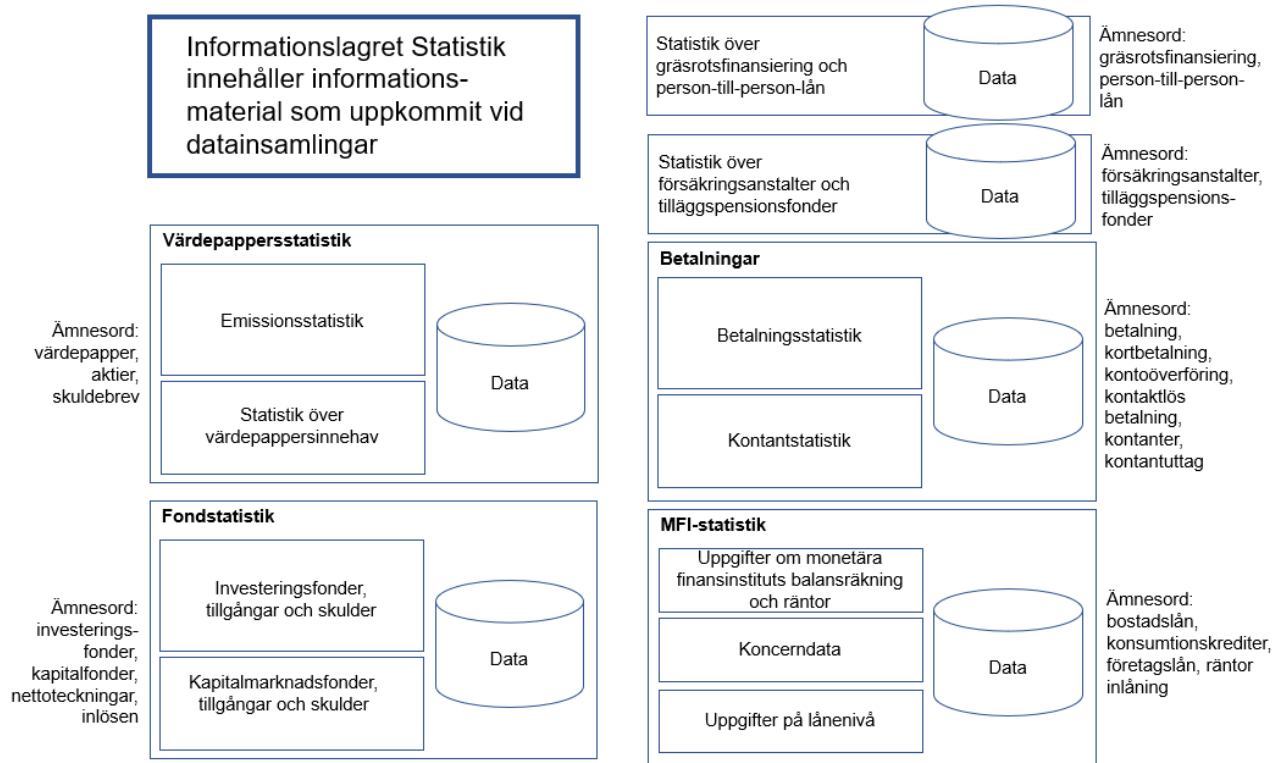 Informationslagret Statistik
innehåller informations-
material som uppkommit vid
datainsamlingar
Statistik över
gräsrotsfinansiering och
person-till-person-lån
Data
Ämnesord:
gräsrotsfinansiering,
person-till-person-
lån
Statistik över
försäkringsanstalter och
tilläggspensionsfonder
Data
Ämnesord:
försäkringsanstalter,
tilläggspensions-
fonder
Värdepappersstatistik
Emissionsstatistik
Statistik över
värdepappersinnehav
Data
Ämnesord:
värdepapper,
aktier,
skuldebrev
Betalningar
Betalningsstatistik
Kontantstatistik
Data
Ämnesord:
betalning,
kortbetalning,
kontoöverföring,
kontaktlös
betalning,
kontanter,
kontantuttag
Fondstatistik
Investeringsfonder,
tillgångar och skulder
Kapitalmarknadsfonder,
tillgångar och skulder
Data
Ämnesord:
investerings-
fonder,
kapitalfonder,
nettoteckningar,
inlösen
MFI-statistik
Uppgifter om monetära
finansinstituts balansräkning
och räntor
Koncerndata
Uppgifter på lånenivå
Data
Ämnesord:
bostadslån,
konsumtionskrediter,
företagslån, räntor
inlåning